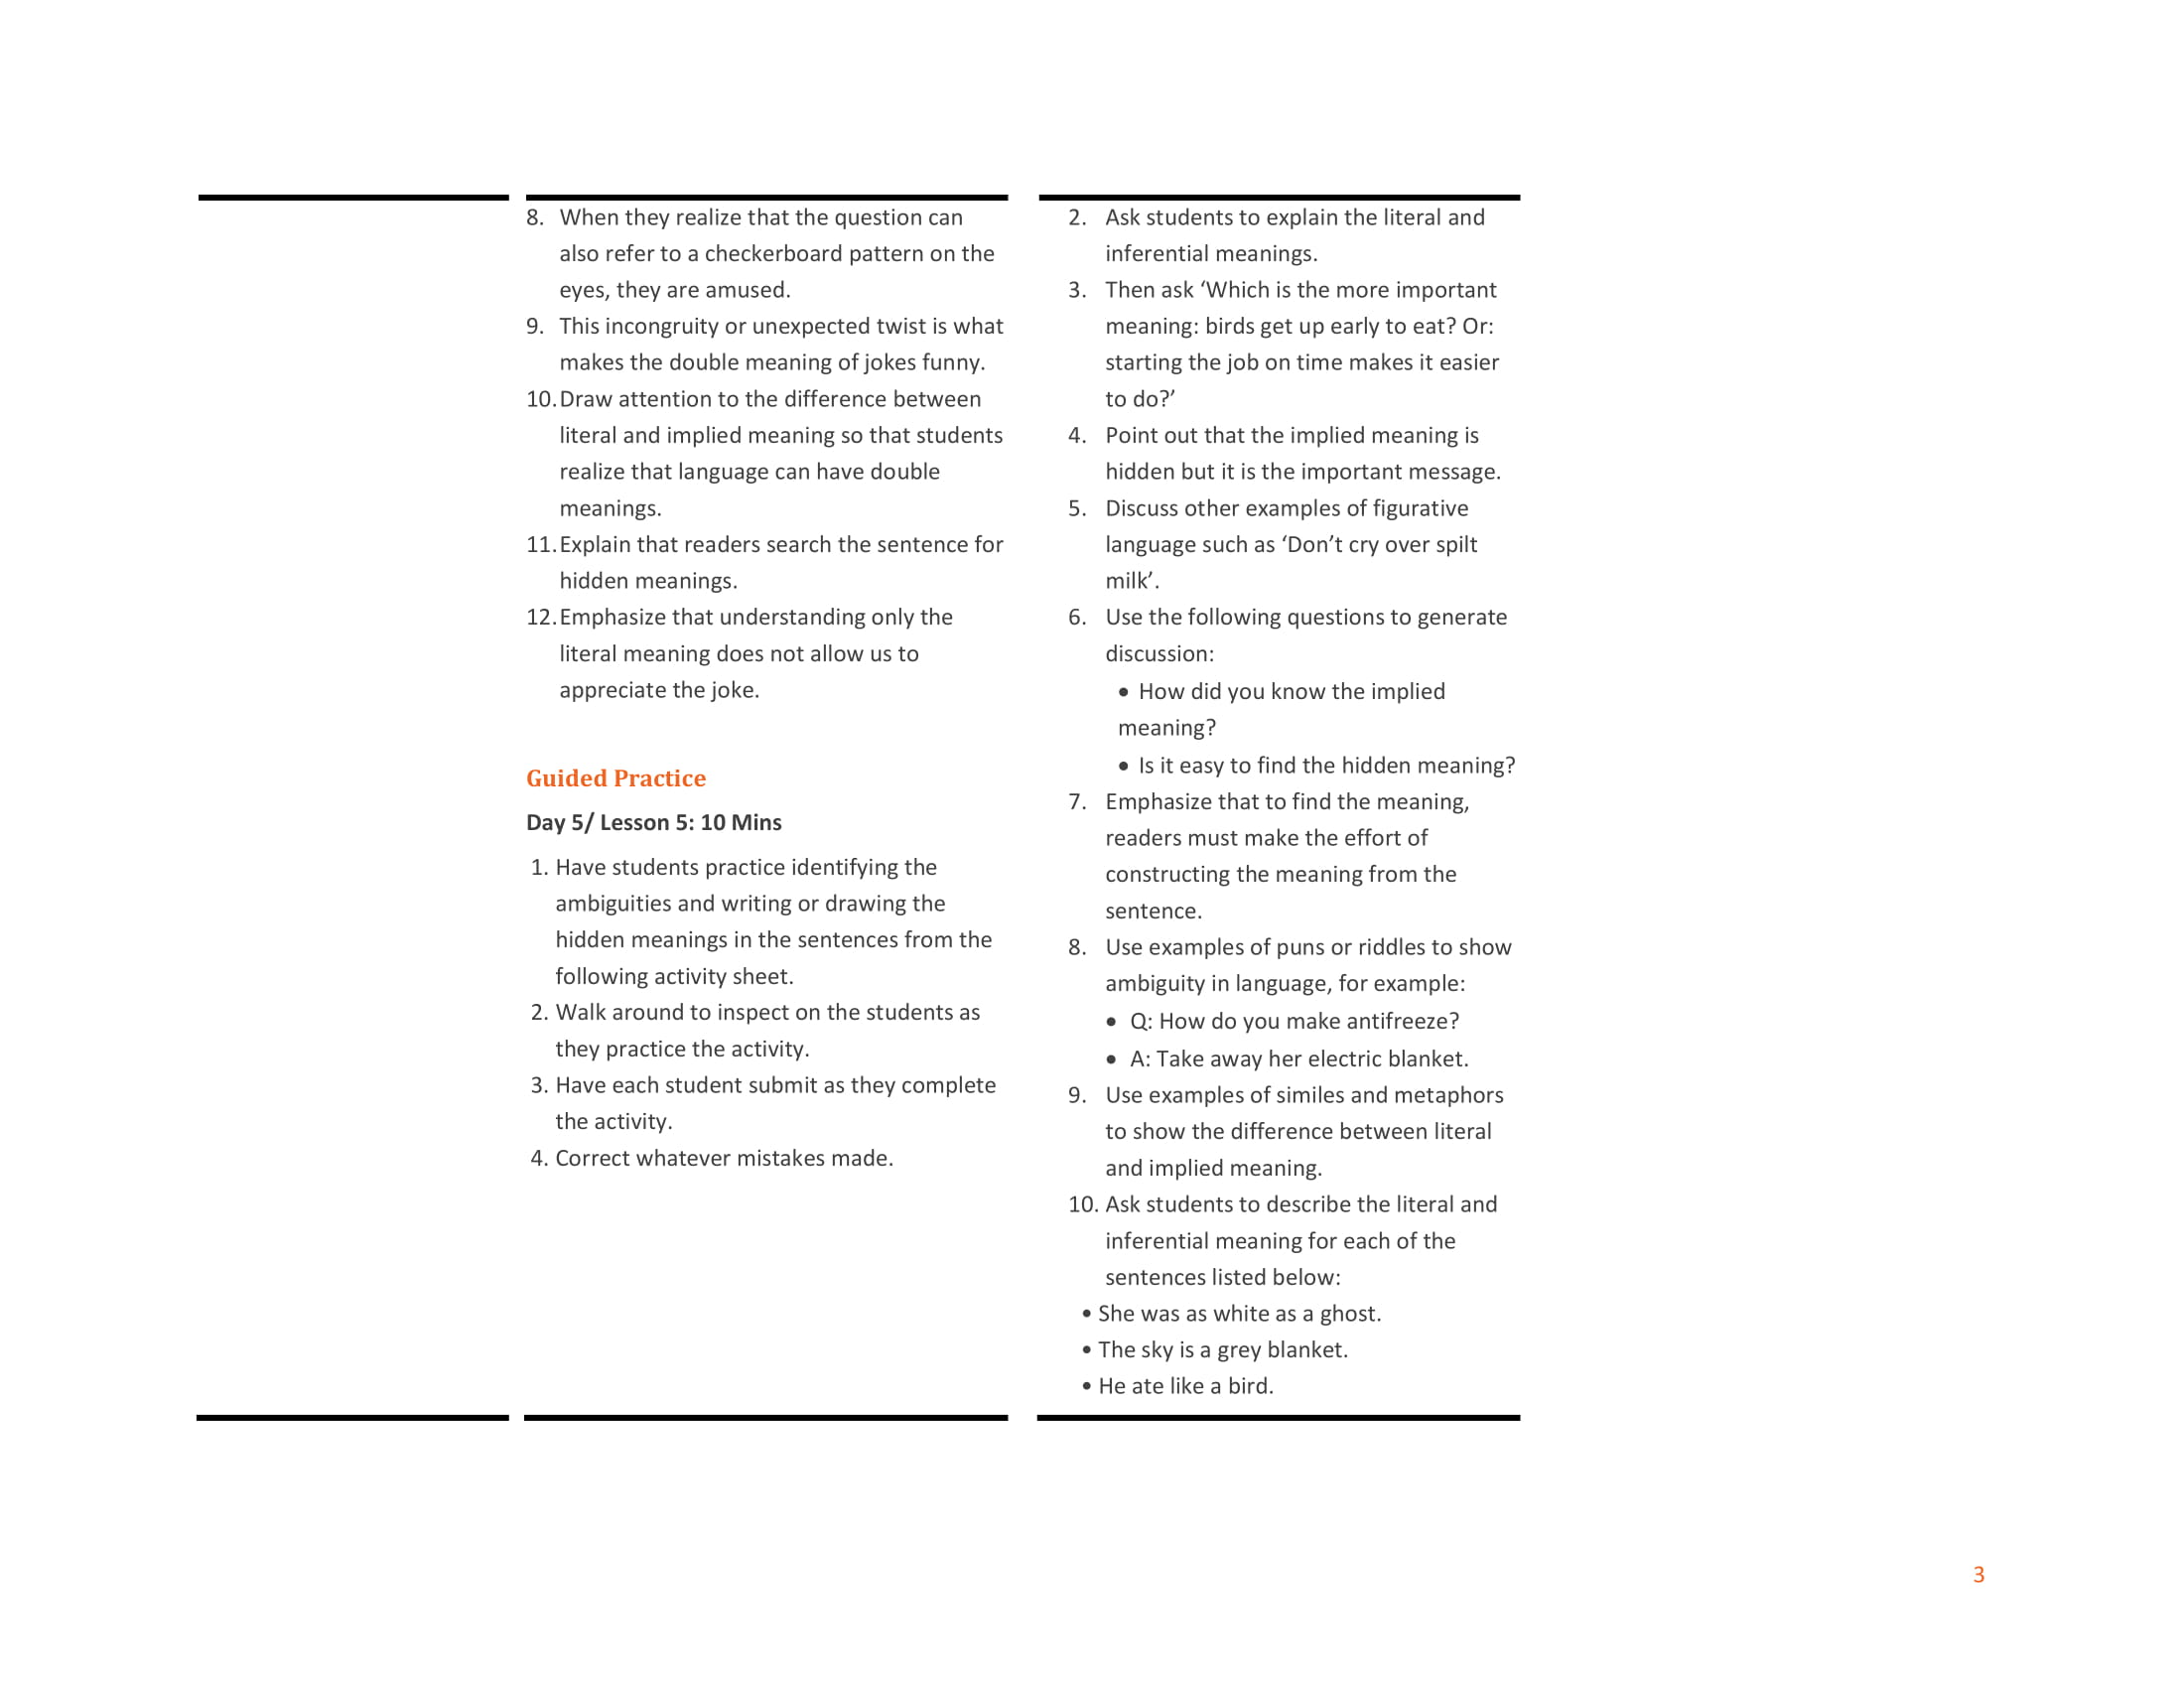 8. When they realize that the question can
also refer to a checkerboard pattern on the
eyes, they are amused.
9. This incongruity or unexpected twist is what
makes the double meaning of jokes funny.
10. Draw attention to the difference between
literal and implied meaning so that students
realize that language can have double
meanings.
11. Explain that readers search the sentence for
hidden meanings.
12. Emphasize that understanding only the
literal meaning does not allow us to
appreciate the joke.
Guided Practice
Day 5/ Lesson 5: 10 Mins
1. Have students practice identifying the
ambiguities and writing or drawing the
hidden meanings in the sentences from the
following activity sheet.
2. Walk around to inspect on the students as
they practice the activity.
3. Have each student submit as they complete
the activity.
4. Correct whatever mistakes made.
2. Ask students to explain the literal and
inferential meanings.
3. Then ask ‘Which is the more important
meaning: birds get up early to eat? Or:
starting the job on time makes it easier
to do?’
4. Point out that the implied meaning is
hidden but it is the important message.
5. Discuss other examples of figurative
language such as ‘Don’t cry over spilt
milk’.
6. Use the following questions to generate
discussion:
• How did you know the implied
meaning?
• Is it easy to find the hidden meaning?
7. Emphasize that to find the meaning,
readers must make the effort of
constructing the meaning from the
sentence.
8. Use examples of puns or riddles to show
ambiguity in language, for example:
• Q: How do you make antifreeze?
• A: Take away her electric blanket.
9. Use examples of similes and metaphors
to show the difference between literal
and implied meaning.
10. Ask students to describe the literal and
inferential meaning for each of the
sentences listed below:
• She was as white as a ghost.
• The sky is a grey blanket.
• He ate like a bird.
3